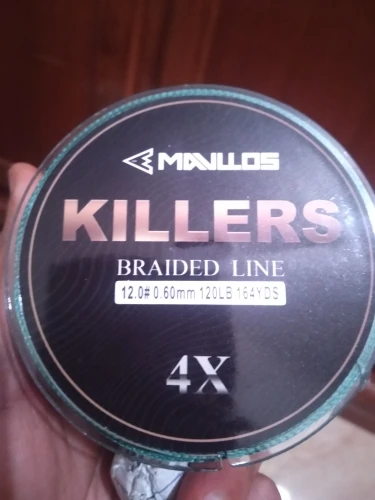 MAVLLOS
KILLERS
BRAIDED LINE
12.0# 0.60mm 120LB 164YDS
4X